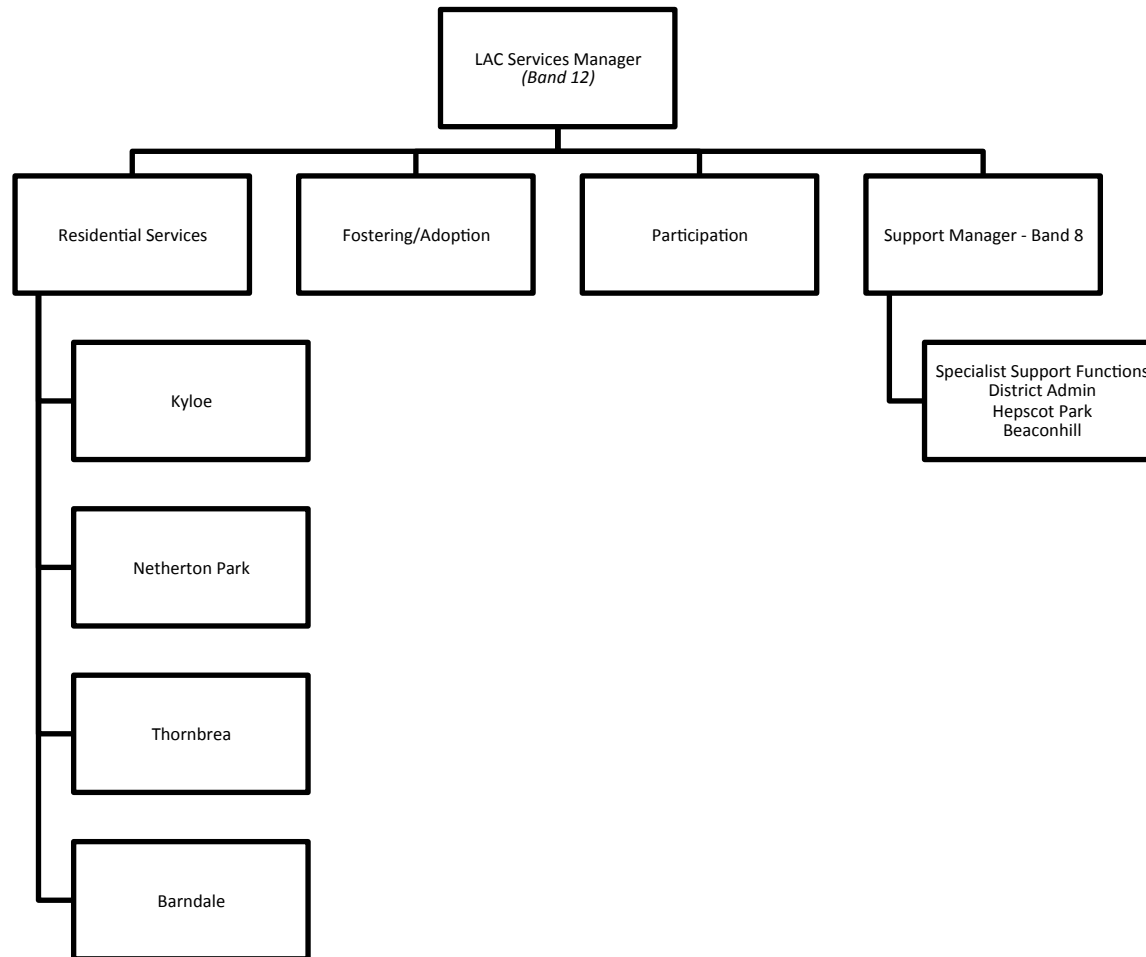 LAC Services Manager
(Band 12)
Residential Services
Fostering/Adoption
Participation
Support Manager - Band 8
Kyloe
Specialist Support Functions
District Admin
Hepscot Park
Beaconhill
Netherton Park
Thornbrea
Barndale